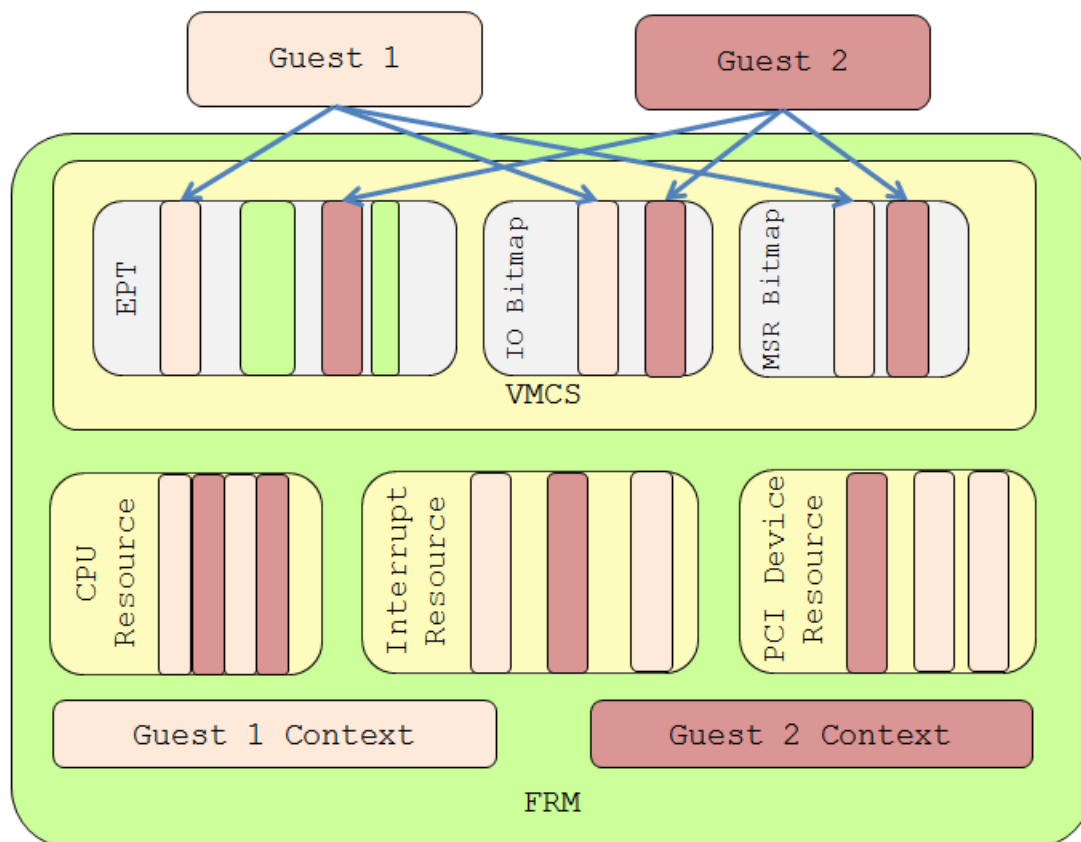 Guest 1
Guest 2
EPT
IO Bitmap
MSR Bitmap
VMCS
CPU
Resource
Interrupt
Resource
PCI Device
Resource
Guest 1 Context
Guest 2 Context
FRM